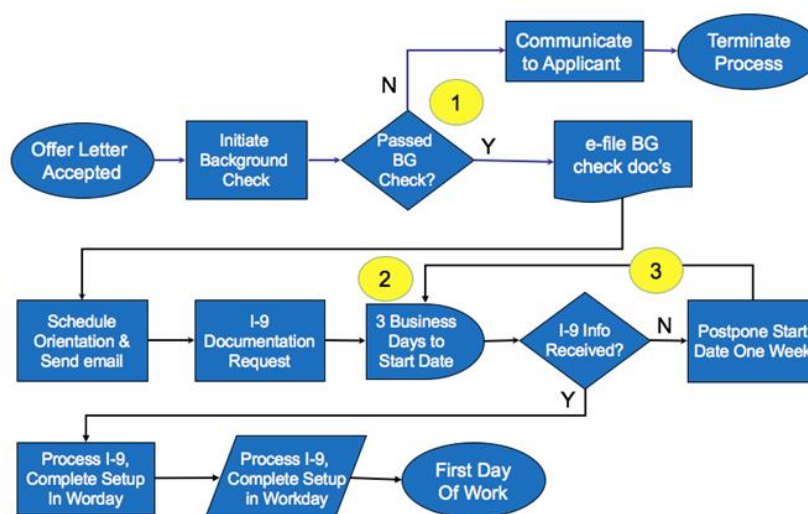 Communicate
to Applicant
Terminate
Process
N
1
Offer Letter
Accepted
Initiate
Background
Check
Passed
BG
Check?
Y
e-file BG
check doc's
2
3
Schedule
Orientation &
Send email
I-9
Documentation
Request
3 Business
Days to
Start Date
I-9 Info
Received?
N
Postpone Start
Date One Week
Y
Process I-9,
Complete Setup
In Worday
Process I-9,
Complete Setup
in Workday
First Day
Of Work